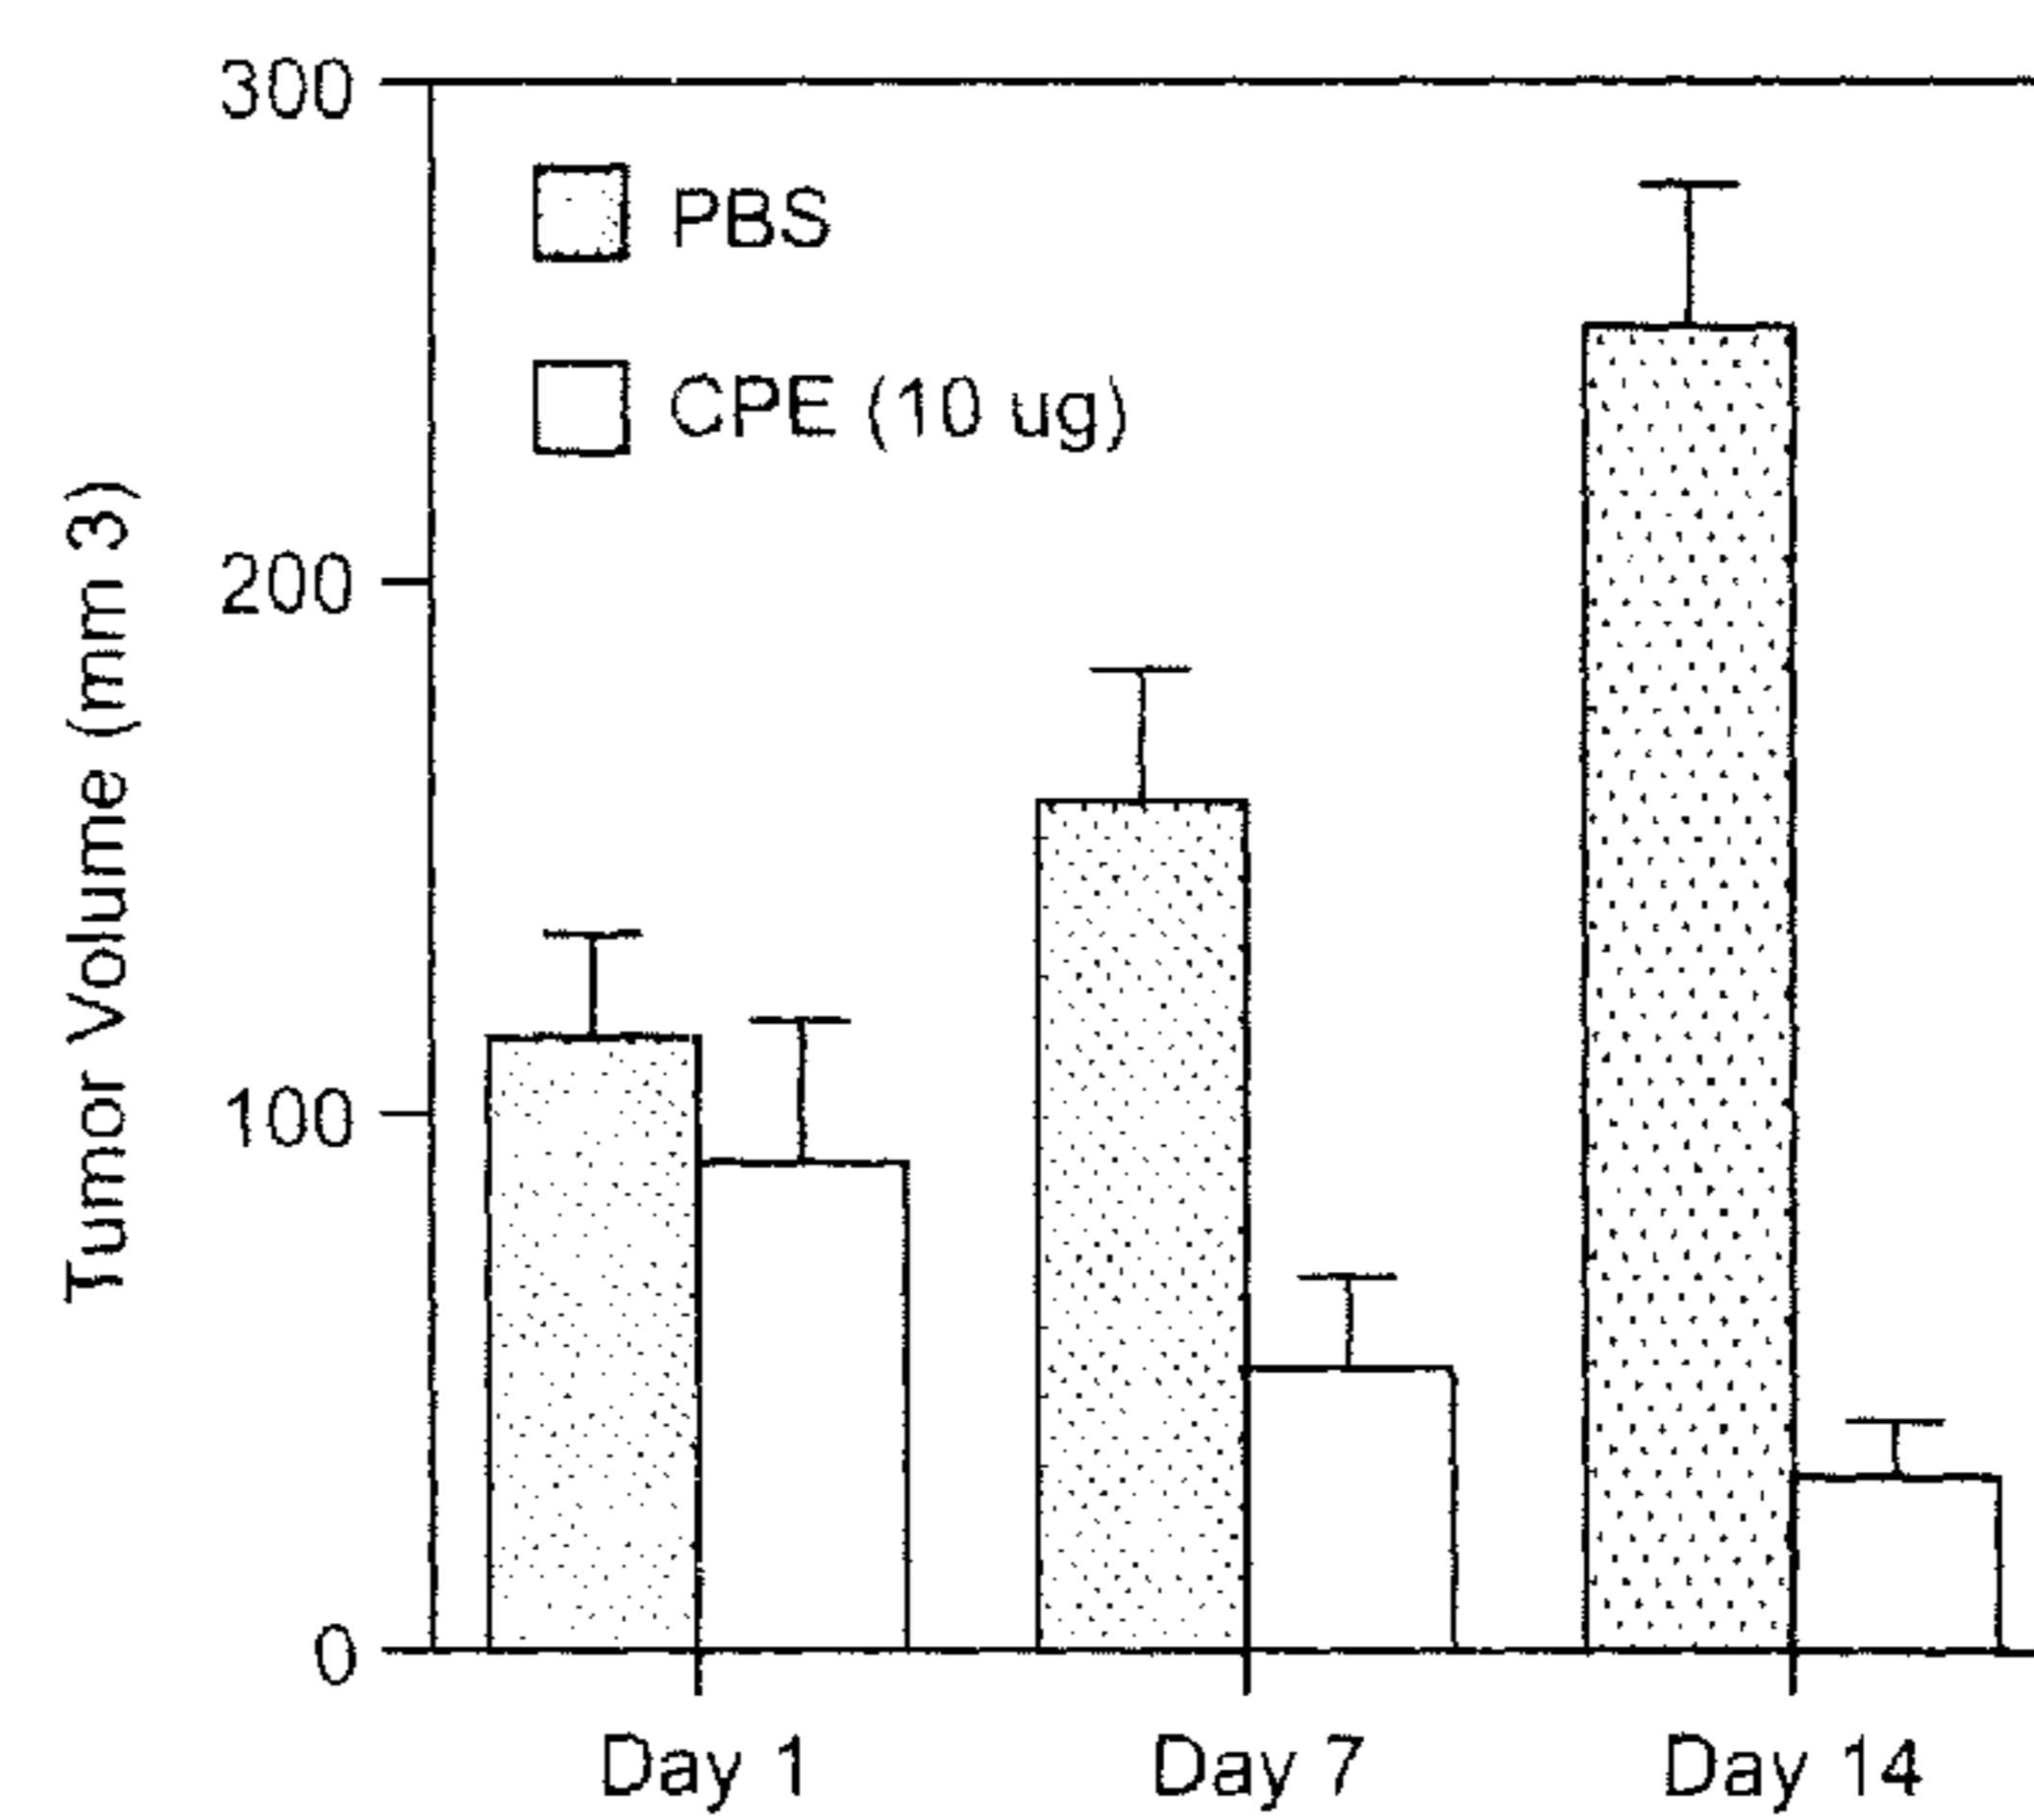 300
PBS
CPE (10 ug)
200
100
0
Tumor Volume (mm 3)
Day 1
Day 7
Day 14